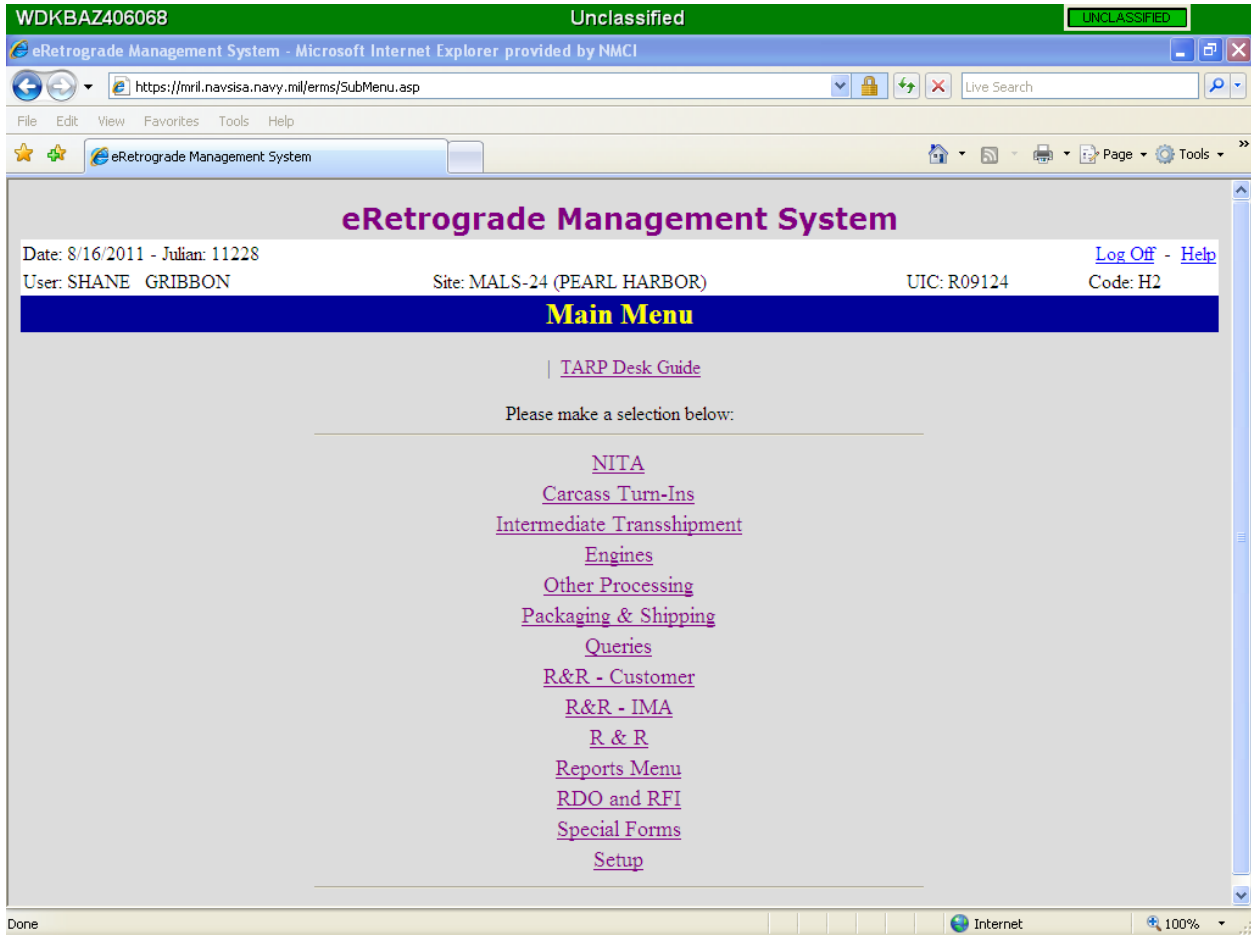 WDKBAZ406068 Unclassified UNCLASSIFIED
eRetrograde Management System - Microsoft Internet Explorer provided by NMCI
https://mril.navsisa.navy.mil/erms/SubMenu.asp Live Search
File Edit View Favorites Tools Help
eRetrograde Management System Page Tools »
eRetrograde Management System
Date: 8/16/2011 - Julian: 11228 Log Off - Help
User: SHANE GRIBBON Site: MALS-24 (PEARL HARBOR) UIC: R09124 Code: H2
Main Menu
| TARP Desk Guide
Please make a selection below:
NITA
Carcass Turn-Ins
Intermediate Transshipment
Engines
Other Processing
Packaging & Shipping
Queries
R&R - Customer
R&R - IMA
R & R
Reports Menu
RDO and RFI
Special Forms
Setup
Done Internet 100%